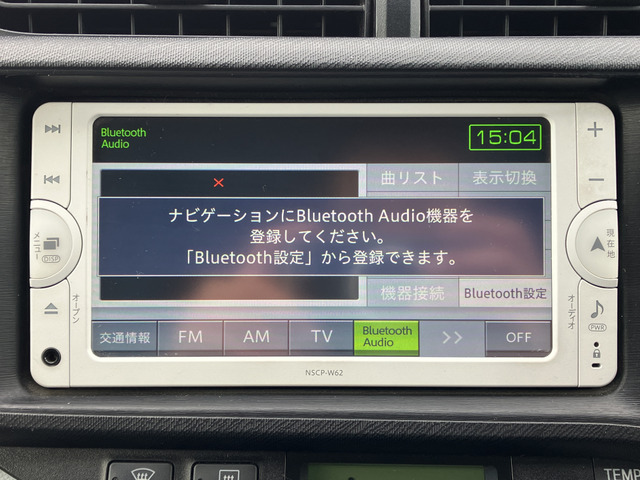 Bluetooth
Audio
15:04
曲リスト
表示切換
ナビゲーションにBluetooth Audio機器を
登録してください。
「Bluetooth設定」から登録できます。
機器接続
Bluetooth設定
交通情報
FM
AM
TV
Bluetooth
Audio
>>
OFF
メニュー
DISP
オープン
現在地
オーディオ
PWR
NSCP-W62
TEMP